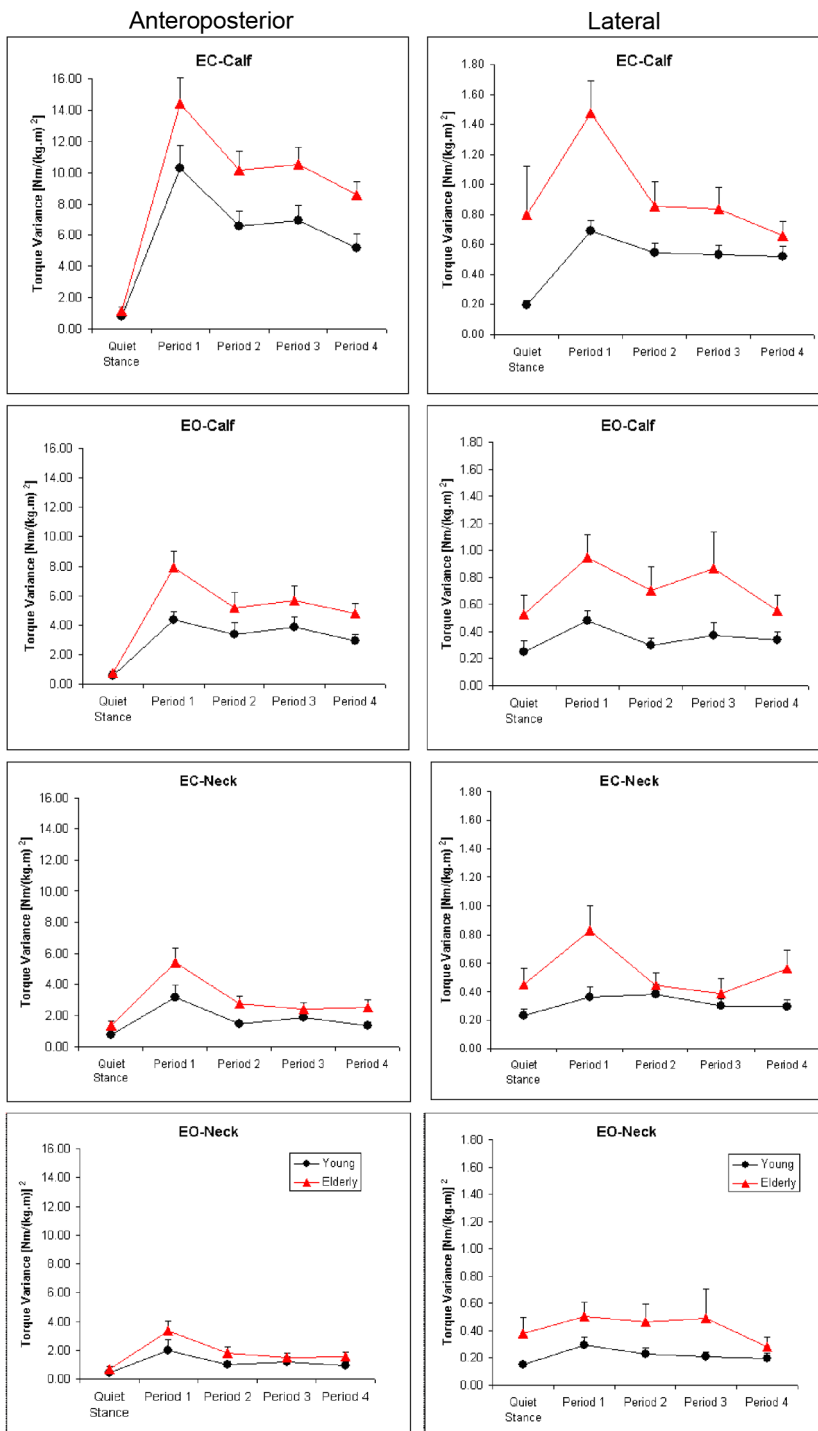 Anteroposterior
Lateral
EC-Calf
Torque Variance [Nm/(kg.m) 2]
16.00
14.00
12.00
10.00
8.00
6.00
4.00
2.00
0.00
Quiet Stance
Period 1
Period 2
Period 3
Period 4
EC-Calf
Torque Variance [Nm/(kg.m) 2]
1.80
1.60
1.40
1.20
1.00
0.80
0.60
0.40
0.20
0.00
Quiet Stance
Period 1
Period 2
Period 3
Period 4
EO-Calf
Torque Variance [Nm/(kg.m) 2]
16.00
14.00
12.00
10.00
8.00
6.00
4.00
2.00
0.00
Quiet Stance
Period 1
Period 2
Period 3
Period 4
EO-Calf
Torque Variance [Nm/(kg.m) 2]
1.80
1.60
1.40
1.20
1.00
0.80
0.60
0.40
0.20
0.00
Quiet Stance
Period 1
Period 2
Period 3
Period 4
EC-Neck
Torque Variance [Nm/(kg.m) 2]
16.00
14.00
12.00
10.00
8.00
6.00
4.00
2.00
0.00
Quiet Stance
Period 1
Period 2
Period 3
Period 4
EC-Neck
Torque Variance [Nm/(kg.m) 2]
1.80
1.60
1.40
1.20
1.00
0.80
0.60
0.40
0.20
0.00
Quiet Stance
Period 1
Period 2
Period 3
Period 4
EO-Neck
Torque Variance [Nm/(kg.m)] 2
16.00
14.00
12.00
10.00
8.00
6.00
4.00
2.00
0.00
Young
Elderly
Quiet Stance
Period 1
Period 2
Period 3
Period 4
EO-Neck
Torque Variance [Nm/(kg.m)] 2
1.80
1.60
1.40
1.20
1.00
0.80
0.60
0.40
0.20
0.00
Young
Elderly
Quiet Stance
Period 1
Period 2
Period 3
Period 4